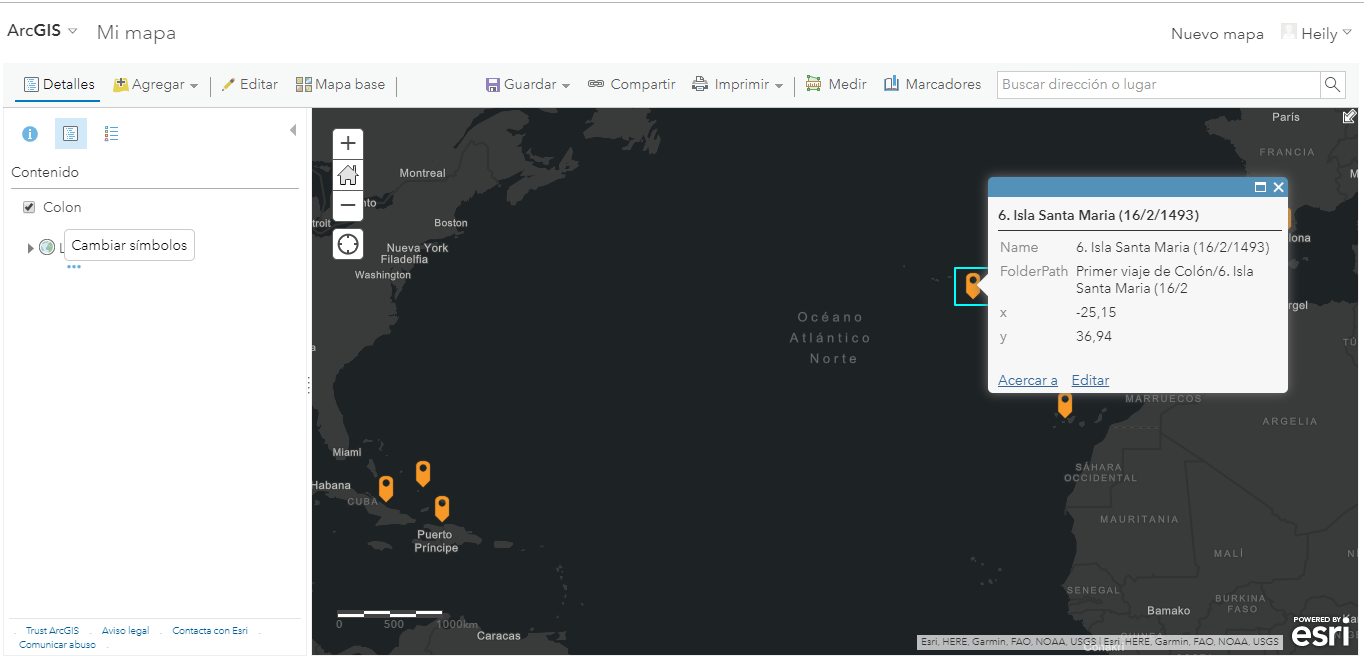 ArcGIS Mi mapa Nuevo mapa Heily
Detalles Agregar Editar Mapa base Guardar Compartir Imprimir Medir Marcadores Buscar dirección o lugar
Contenido
Colon
Cambiar símbolos
Trust ArcGIS Aviso legal Contacta con Esri
Comunicar abuso
París
FRANCIA
Montreal
Boston
Nueva York
Filadelfia
Washington
Océano
Atlántico
Norte
6. Isla Santa Maria (16/2/1493)
Name 6. Isla Santa Maria (16/2/1493)
FolderPath Primer viaje de Colón/6. Isla
Santa Maria (16/2
x -25,15
y 36,94
Acercar a Editar
MARRUECOS
ARGELIA
Miami
Habana
CUBA
SÁHARA
OCCIDENTAL
MAURITANIA
Puerto
Príncipe
MALÍ
SENEGAL
BURKINA
FASO
Bamako
0 500 1000km
Caracas
Esri, HERE, Garmin, FAO, NOAA, USGS | Esri, HERE, Garmin, FAO, NOAA, USGS
POWERED BY
esri